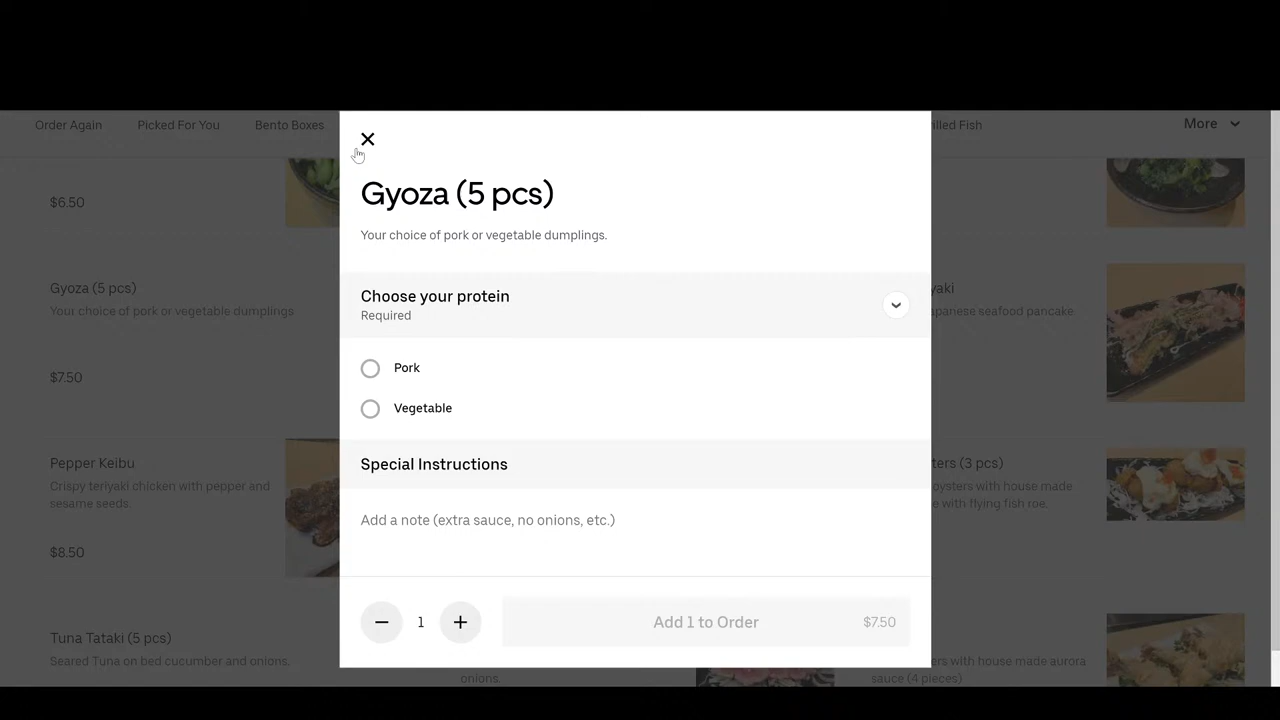 Order Again
Picked For You
Bento Boxes
illed Fish
More
$6.50
Gyoza (5 pcs)
Your choice of pork or vegetable dumplings
$7.50
Pepper Keibu
Crispy teriyaki chicken with pepper and
sesame seeds.
$8.50
Tuna Tataki (5 pcs)
Seared Tuna on bed cucumber and onions.
onions.
Gyoza (5 pcs)
Your choice of pork or vegetable dumplings.
Choose your protein
Required
Pork
Vegetable
Special Instructions
Add a note (extra sauce, no onions, etc.)
1
Add 1 to Order
$7.50
yaki
apanese seafood pancake
ters (3 pcs)
oysters with house made
e with flying fish roe.
ters with house made aurora
sauce (4 pieces)